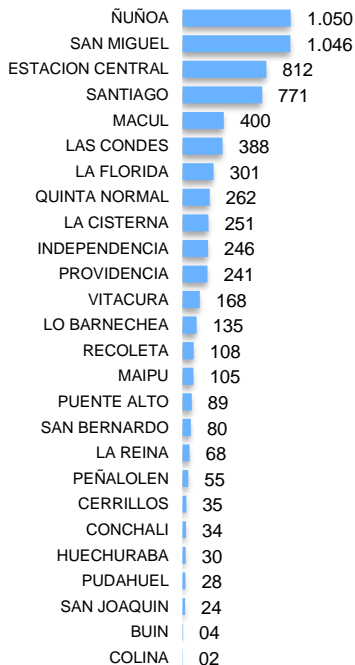 ÑUÑOA 1.050
SAN MIGUEL 1.046
ESTACION CENTRAL 812
SANTIAGO 771
MACUL 400
LAS CONDES 388
LA FLORIDA 301
QUINTA NORMAL 262
LA CISTERNA 251
INDEPENDENCIA 246
PROVIDENCIA 241
VITACURA 168
LO BARNECHEA 135
RECOLETA 108
MAIPU 105
PUENTE ALTO 89
SAN BERNARDO 80
LA REINA 68
PEÑALOLEN 55
CERRILLOS 35
CONCHALI 34
HUECHURABA 30
PUDAHUEL 28
SAN JOAQUIN 24
BUIN 04
COLINA 02